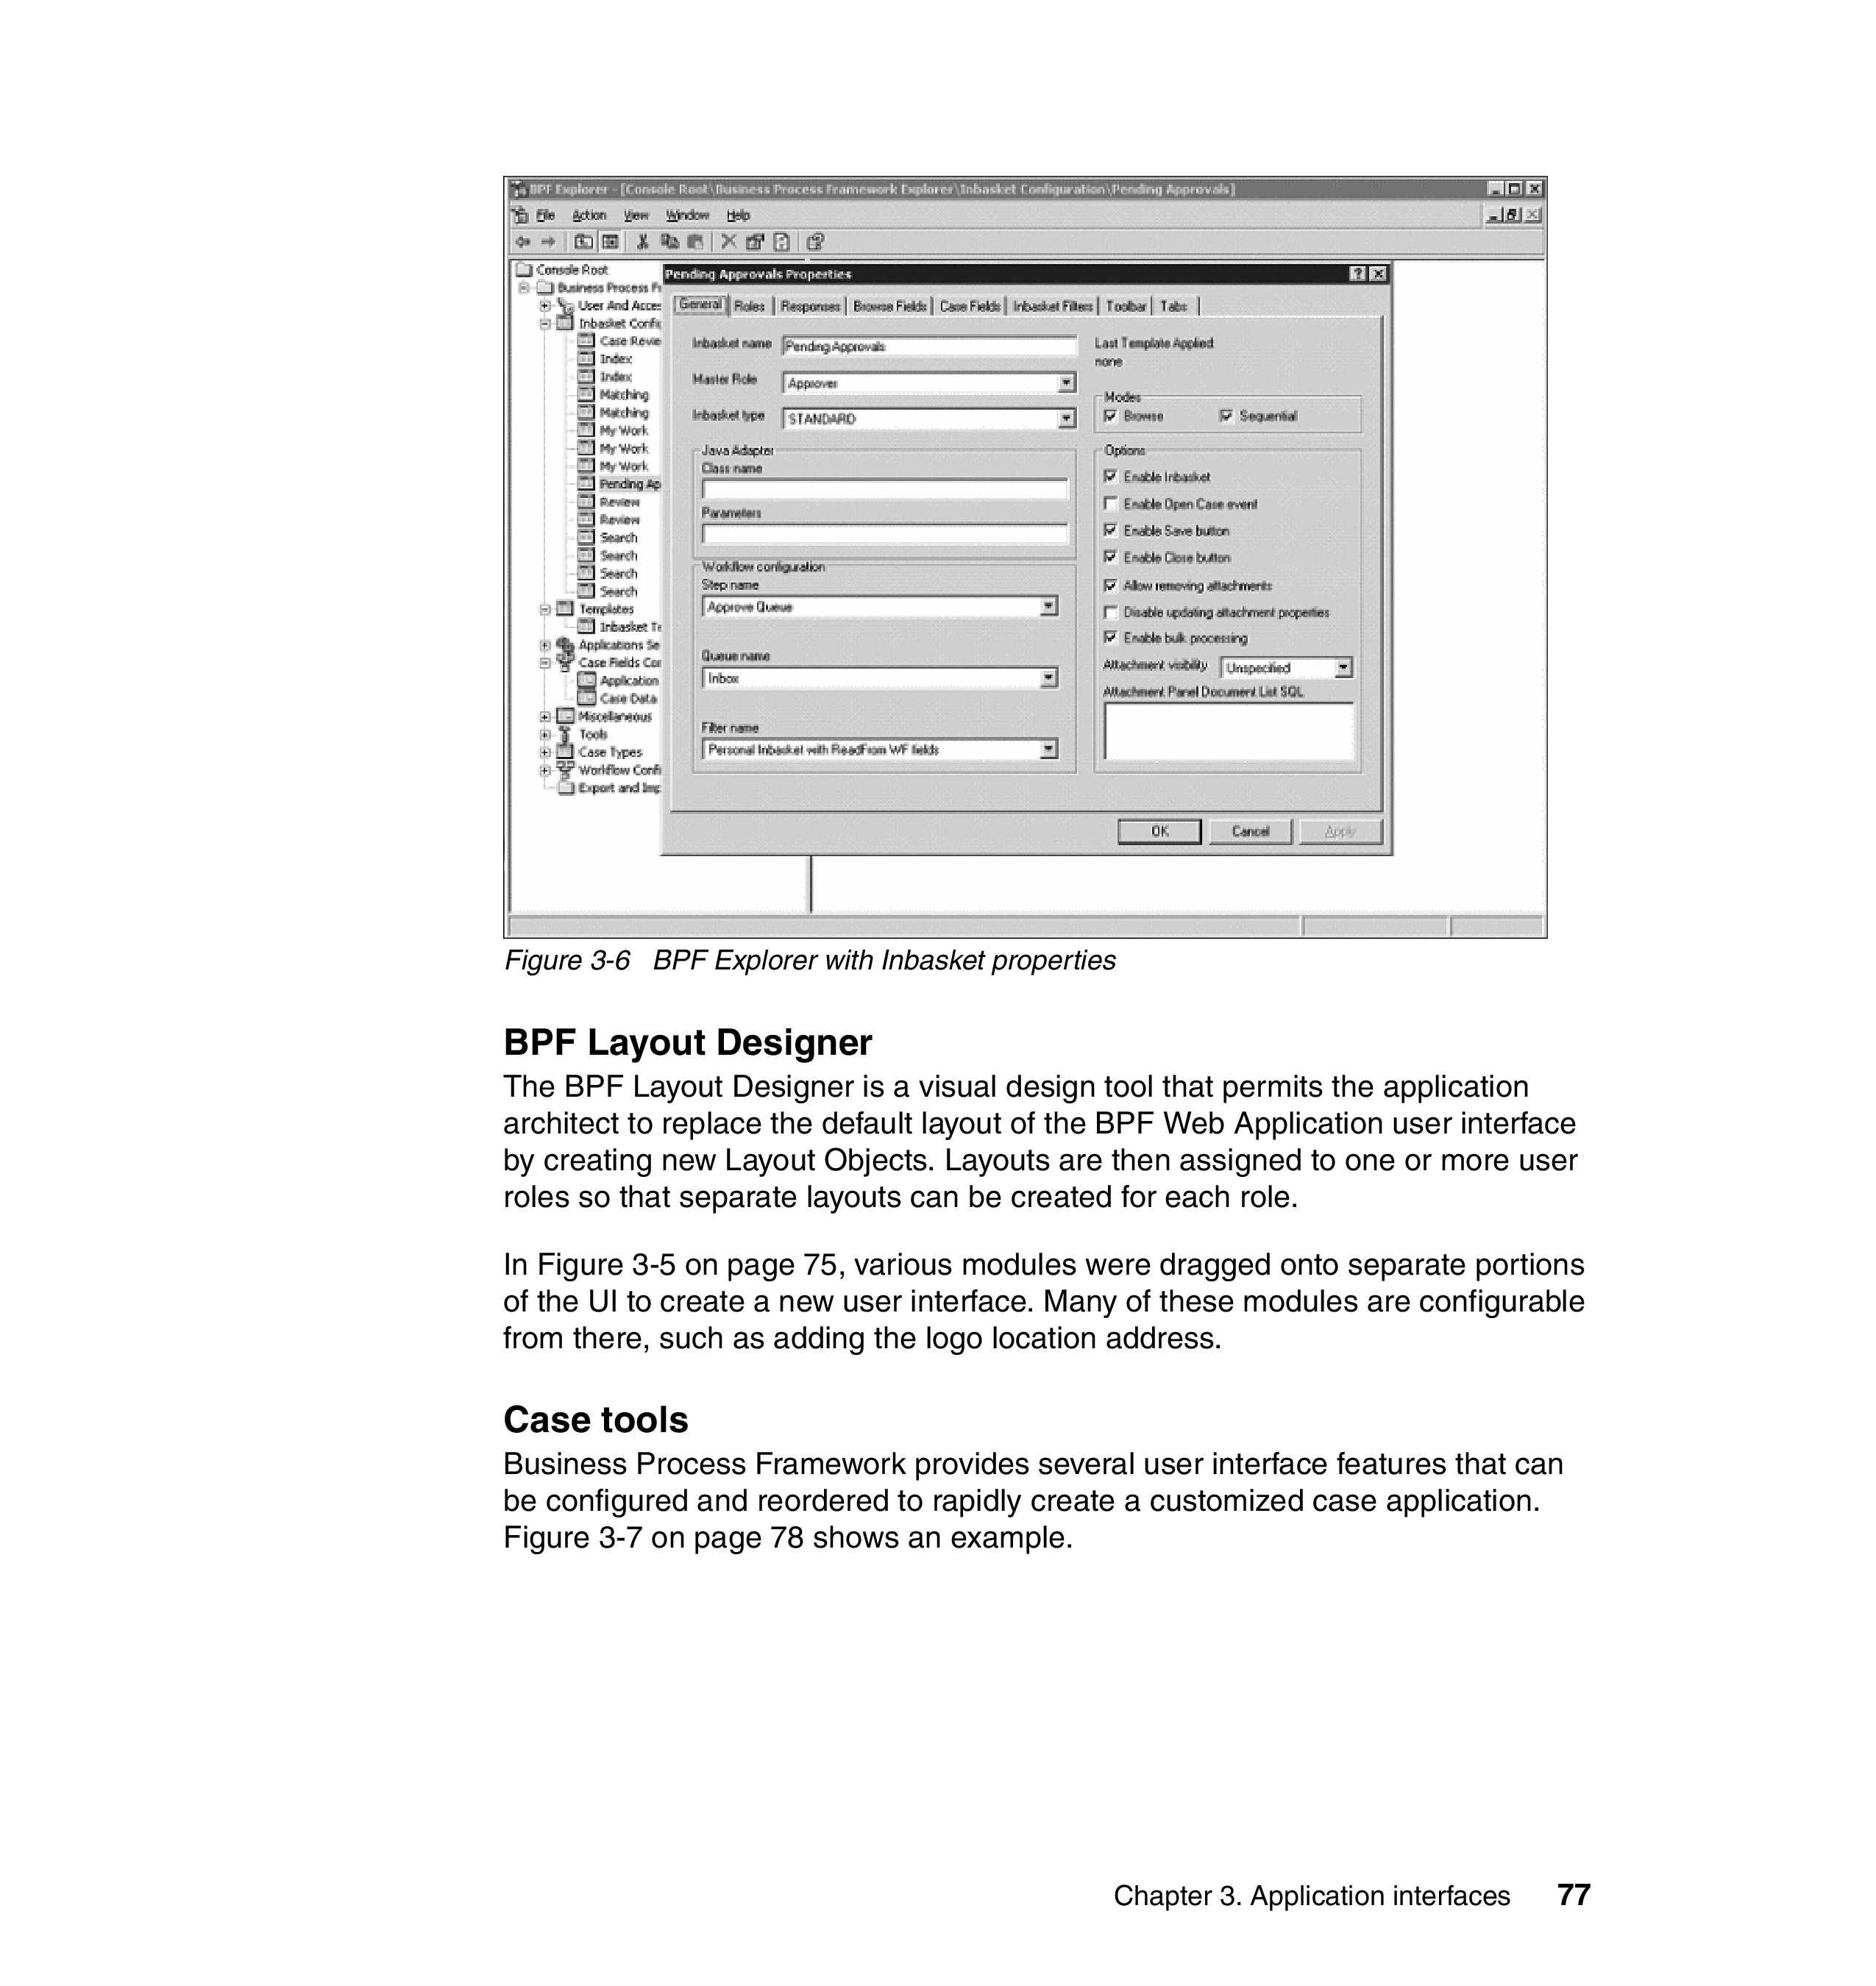 BPF Explorer - [Console Root\Business Process Framework Explorer\Inbasket Configuration\Pending Approvals]
File Action View Window Help
Console Root
Business Process Fr
User And Acce
Inbasket Confi
Case Revie
Index
Index
Matching
Matching
My Work
My Work
My Work
Pending Ap
Review
Review
Search
Search
Search
Search
Templates
Inbasket Te
Applications Se
Case Fields Con
Application
Case Data
Miscellaneous
Tools
Case Types
Workflow Confi
Export and Imp
Pending Approvals Properties
General Roles Responses Browse Fields Case Fields Inbasket Filters Toolbar Tabs
Inbasket name Pending Approvals
Master Role Approver
Inbasket type STANDARD
Java Adapter
Class name
Parameters
Workflow configuration
Step name
Approve Queue
Queue name
Inbox
Filter name
Personal Inbasket with ReadFrom WF fields
Last Template Applied:
none
Modes
Browse Sequential
Options
Enable Inbasket
Enable Open Case event
Enable Save button
Enable Close button
Allow removing attachments
Disable updating attachment properties
Enable bulk processing
Attachment visibility Unspecified
Attachment Panel Document List SQL
OK Cancel Apply
Figure 3-6 BPF Explorer with Inbasket properties
BPF Layout Designer
The BPF Layout Designer is a visual design tool that permits the application
architect to replace the default layout of the BPF Web Application user interface
by creating new Layout Objects. Layouts are then assigned to one or more user
roles so that separate layouts can be created for each role.
In Figure 3-5 on page 75, various modules were dragged onto separate portions
of the UI to create a new user interface. Many of these modules are configurable
from there, such as adding the logo location address.
Case tools
Business Process Framework provides several user interface features that can
be configured and reordered to rapidly create a customized case application.
Figure 3-7 on page 78 shows an example.
Chapter 3. Application interfaces 77